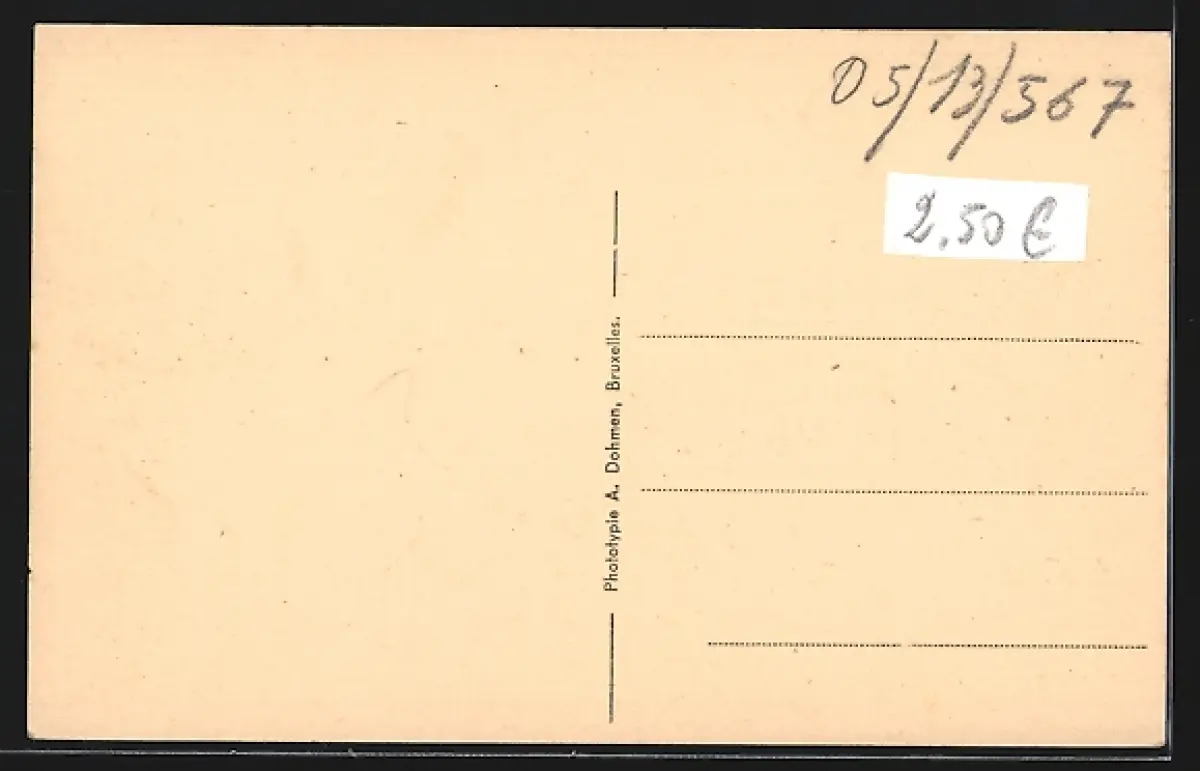 05/13/567
2.50 €
Phototypie A. Dohmen, Bruxelles.